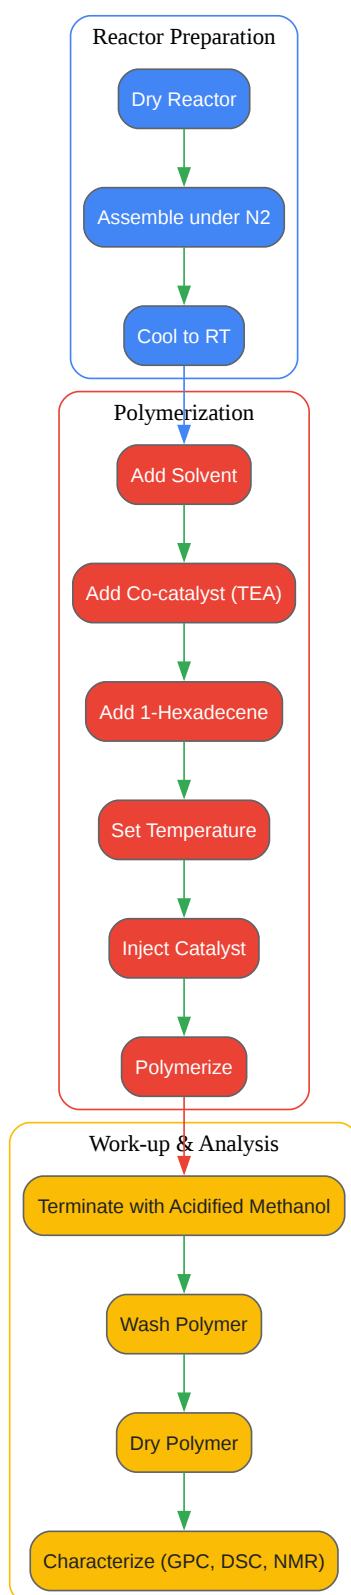 Reactor Preparation
Dry Reactor
Assemble under N2
Cool to RT
Polymerization
Add Solvent
Add Co-catalyst (TEA)
Add 1-Hexadecene
Set Temperature
Inject Catalyst
Polymerize
Work-up & Analysis
Terminate with Acidified Methanol
Wash Polymer
Dry Polymer
Characterize (GPC, DSC, NMR)